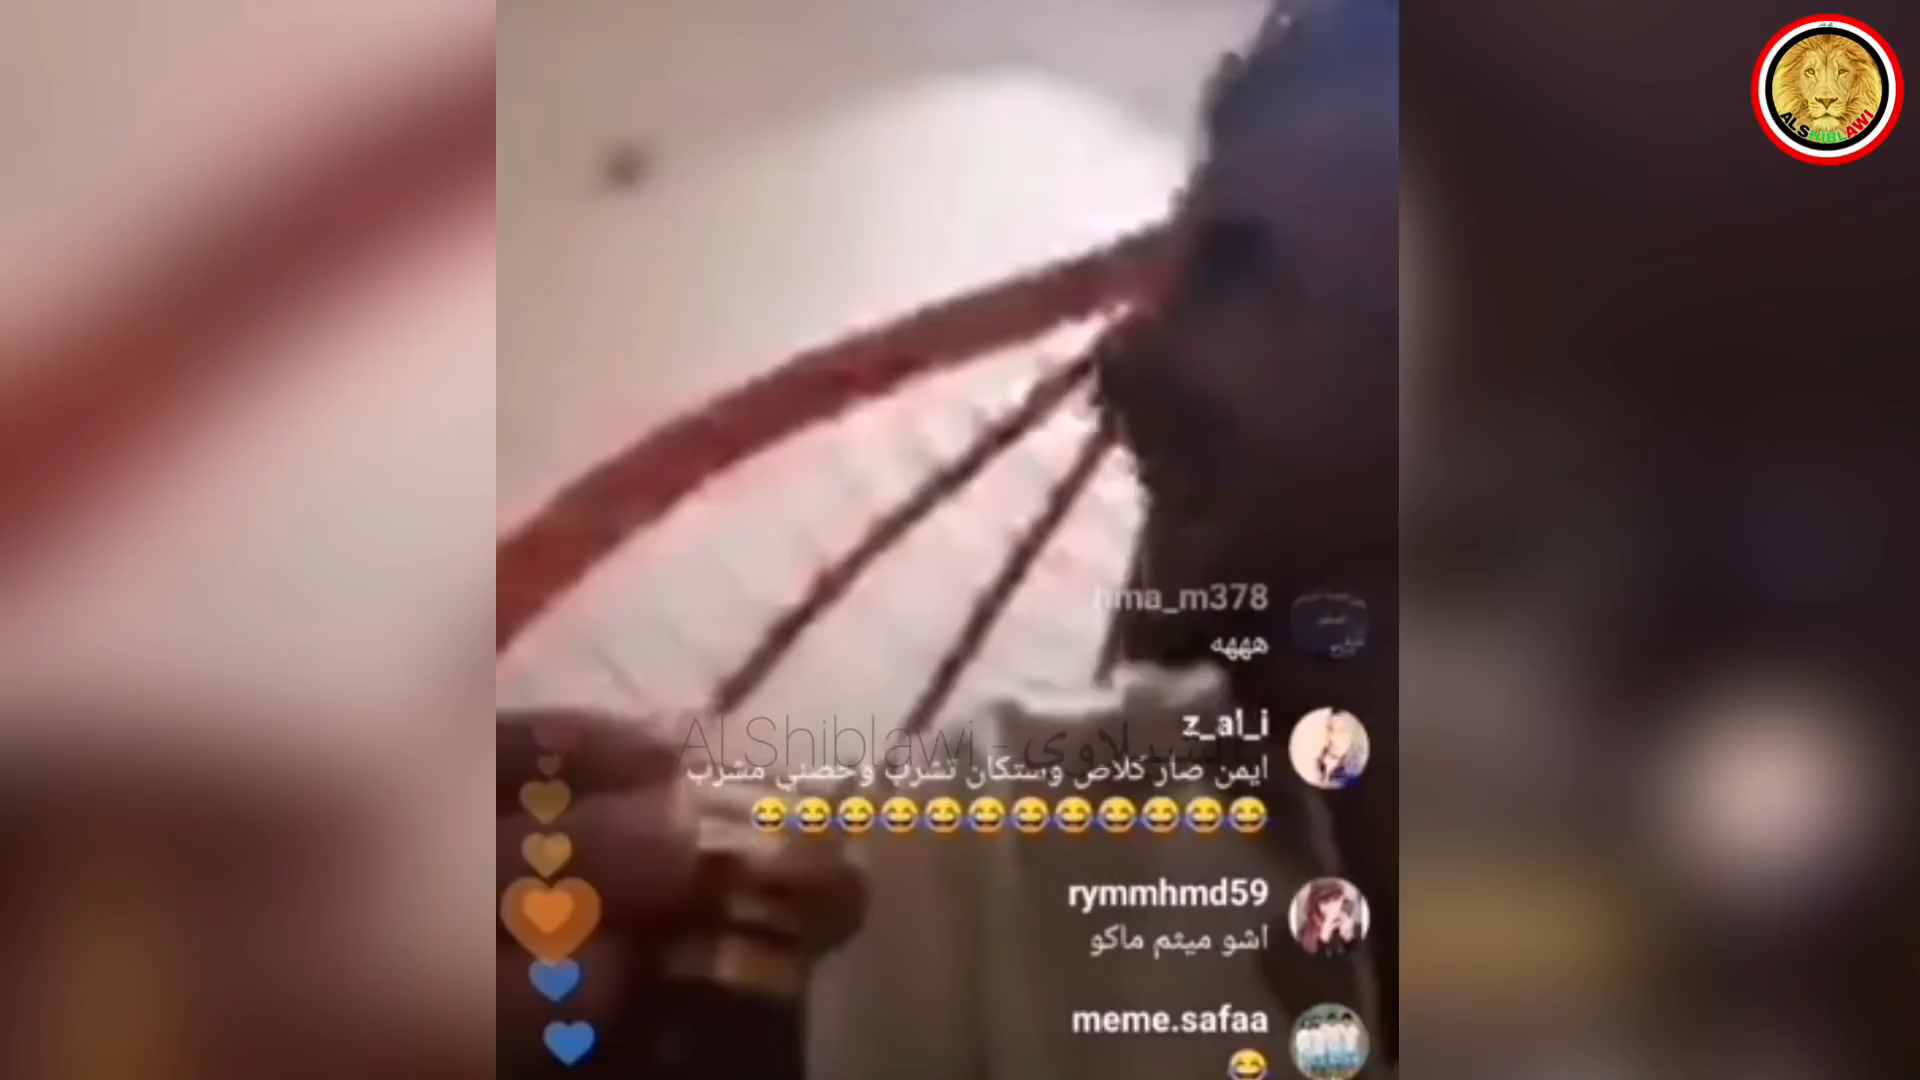 AL SHIBLAWI
ma_m378
هههه
z_al_i
ايمن صار كلاص وستكان تشرب وحصني مشرب
😂😂😂😂😂😂😂😂😂😂😂😂
AlShiblawi - الشبلاوي
rymmhmd59
اشو ميثم ماكو
meme.safaa
😂